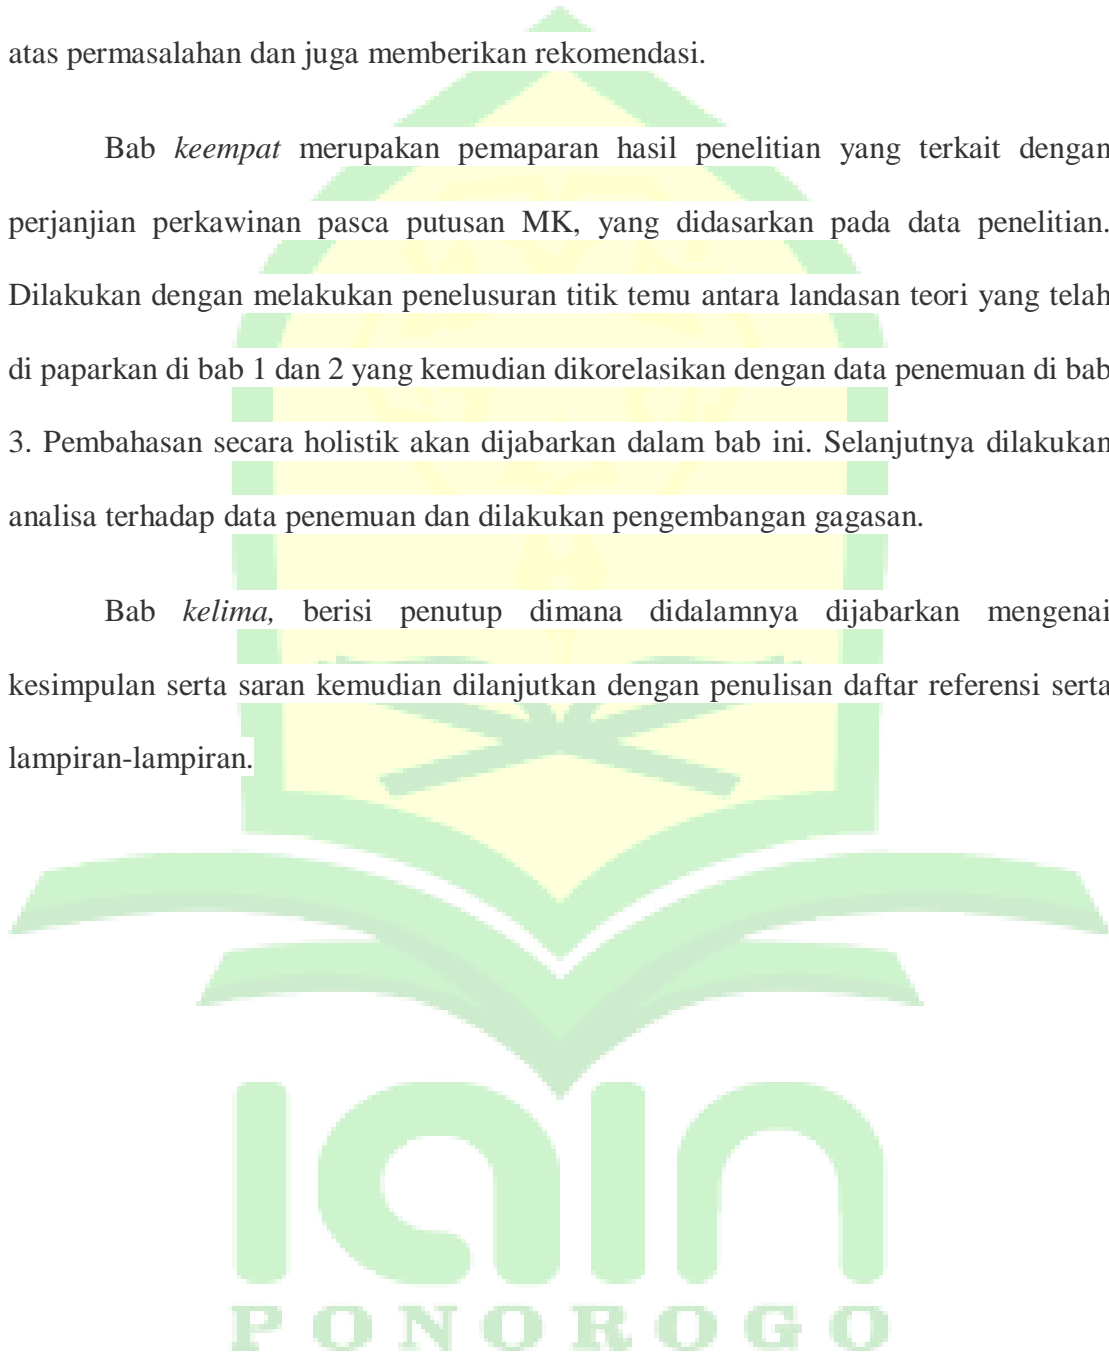 atas permasalahan dan juga memberikan rekomendasi.
Bab keempat merupakan pemaparan hasil penelitian yang terkait dengan
perjanjian perkawinan pasca putusan MK, yang didasarkan pada data penelitian.
Dilakukan dengan melakukan penelusuran titik temu antara landasan teori yang telah
di paparkan di bab 1 dan 2 yang kemudian dikorelasikan dengan data penemuan di bab
3. Pembahasan secara holistik akan dijabarkan dalam bab ini. Selanjutnya dilakukan
analisa terhadap data penemuan dan dilakukan pengembangan gagasan.
Bab kelima, berisi penutup dimana didalamnya dijabarkan mengenai
kesimpulan serta saran kemudian dilanjutkan dengan penulisan daftar referensi serta
lampiran-lampiran.
iain
PONOROGO